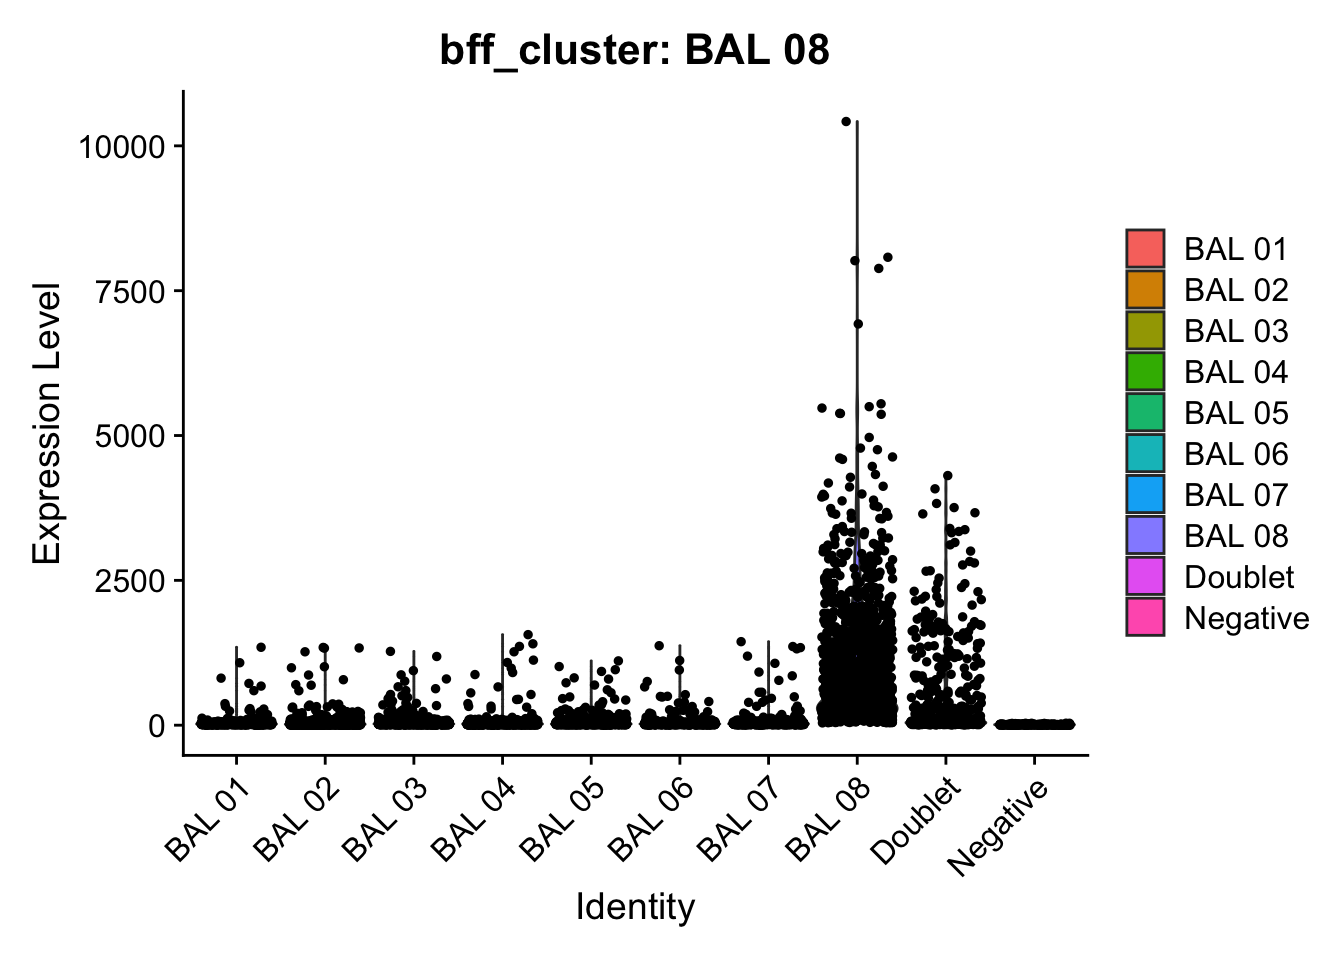 bff_cluster: BAL 08
Expression Level
10000
7500
5000
2500
0
BAL 01
BAL 02
BAL 03
BAL 04
BAL 05
BAL 06
BAL 07
BAL 08
Doublet
Negative
Identity
BAL 01
BAL 02
BAL 03
BAL 04
BAL 05
BAL 06
BAL 07
BAL 08
Doublet
Negative